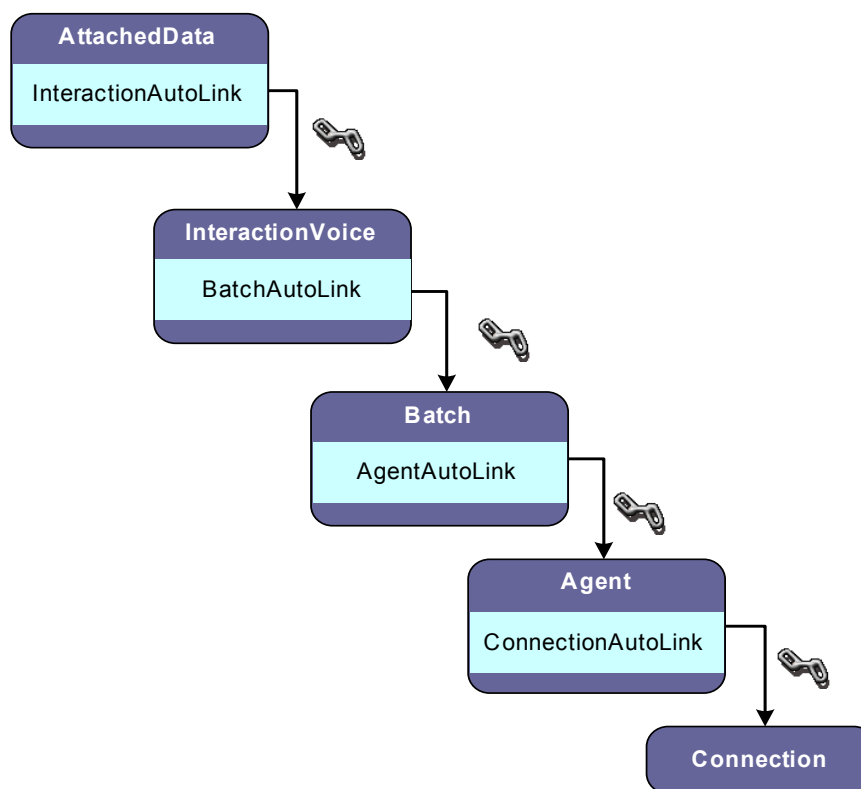 AttachedData
InteractionAutoLink
InteractionVoice
BatchAutoLink
Batch
AgentAutoLink
Agent
ConnectionAutoLink
Connection